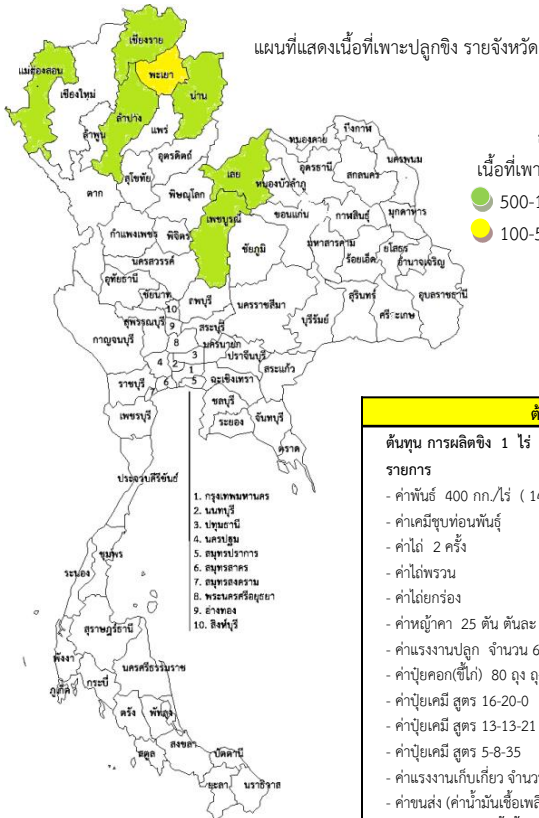 แผนที่แสดงเนื้อที่เพาะปลูกขิง รายจังหวัด
เนื้อที่เพา
500-1
100-5
เชียงราย
แม่ฮ่องสอน
พะเยา
เชียงใหม่
น่าน
ลำปาง
ลำพูน
แพร่
อุตรดิตถ์
สุโขทัย
ตาก
พิษณุโลก
เลย
หนองคาย
บึงกาฬ
อุดรธานี
หนองบัวลำภู
สกลนคร
นครพนม
เพชรบูรณ์
ขอนแก่น
กาฬสินธุ์
มุกดาหาร
กำแพงเพชร
พิจิตร
ชัยภูมิ
มหาสารคาม
ร้อยเอ็ด
ยโสธร
อำนาจเจริญ
นครสวรรค์
อุทัยธานี
ชัยนาท
ลพบุรี
นครราชสีมา
บุรีรัมย์
สุรินทร์
ศรีสะเกษ
อุบลราชธานี
10
สุพรรณบุรี
9
สระบุรี
กาญจนบุรี
8
นครนายก
3
ปราจีนบุรี
4
2
1
สระแก้ว
ราชบุรี
6
5
ฉะเชิงเทรา
ชลบุรี
เพชรบุรี
ระยอง
จันทบุรี
ตราด
ประจวบคีรีขันธ์
1. กรุงเทพมหานคร
2. นนทบุรี
3. ปทุมธานี
4. นครปฐม
5. สมุทรปราการ
6. สมุทรสาคร
7. สมุทรสงคราม
8. พระนครศรีอยุธยา
9. อ่างทอง
10. สิงห์บุรี
ชุมพร
ระนอง
สุราษฎร์ธานี
พังงา
นครศรีธรรมราช
ภูเก็ต
กระบี่
ตรัง
พัทลุง
สตูล
สงขลา
ปัตตานี
ยะลา
นราธิวาส
ต้
ต้นทุน การผลิตขิง 1 ไร่
รายการ
- ค่าพันธ์ 400 กก./ไร่ ( 14
- ค่าเคมีชุบท่อนพันธุ์
- ค่าไถ่ 2 ครั้ง
- ค่าไถ่พรวน
- ค่าไถ่ยกร่อง
- ค่าหญ้าคา 25 ตัน ตันละ
- ค่าแรงงานปลูก จำนวน 6
- ค่าปุ๋ยคอก(ขี้ไก่) 80 ถุง ถุ
- ค่าปุ๋ยเคมี สูตร 16-20-0
- ค่าปุ๋ยเคมี สูตร 13-13-21
- ค่าปุ๋ยเคมี สูตร 5-8-35
- ค่าแรงงานเก็บเกี่ยว จำนว
- ค่าขนส่ง (ค่าน้ำมันเชื้อเพลิ